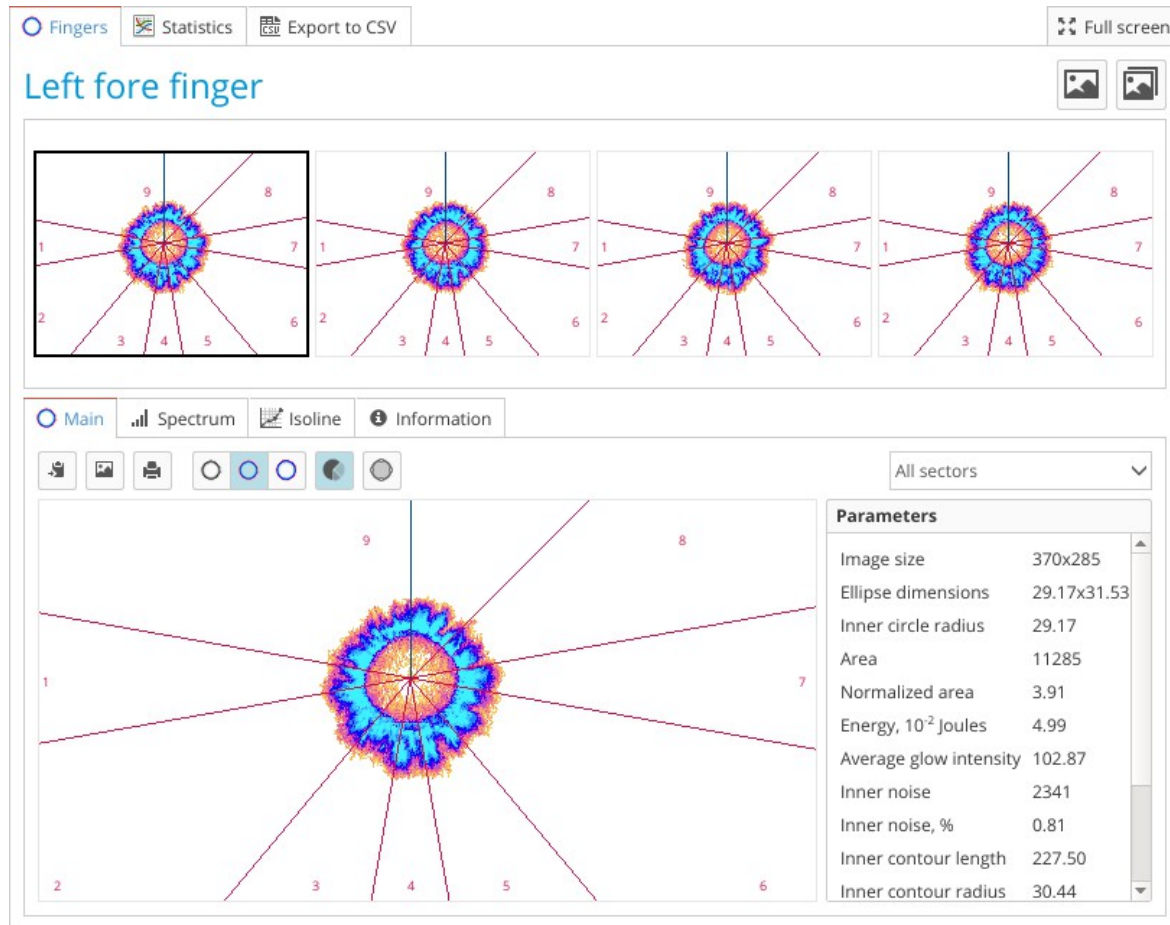 Fingers Statistics Export to CSV Full screen
Left fore finger
9 8 9 8 9 8 9 8
1 7 1 7 1 7 1 7
2 6 2 6 2 6 2 6
3 4 5 3 4 5 3 4 5 3 4 5
Main Spectrum Isoline Information
All sectors
9 8
1 7
2 3 4 5 6
Parameters
Image size 370x285
Ellipse dimensions 29.17x31.53
Inner circle radius 29.17
Area 11285
Normalized area 3.91
Energy, 10⁻² Joules 4.99
Average glow intensity 102.87
Inner noise 2341
Inner noise, % 0.81
Inner contour length 227.50
Inner contour radius 30.44